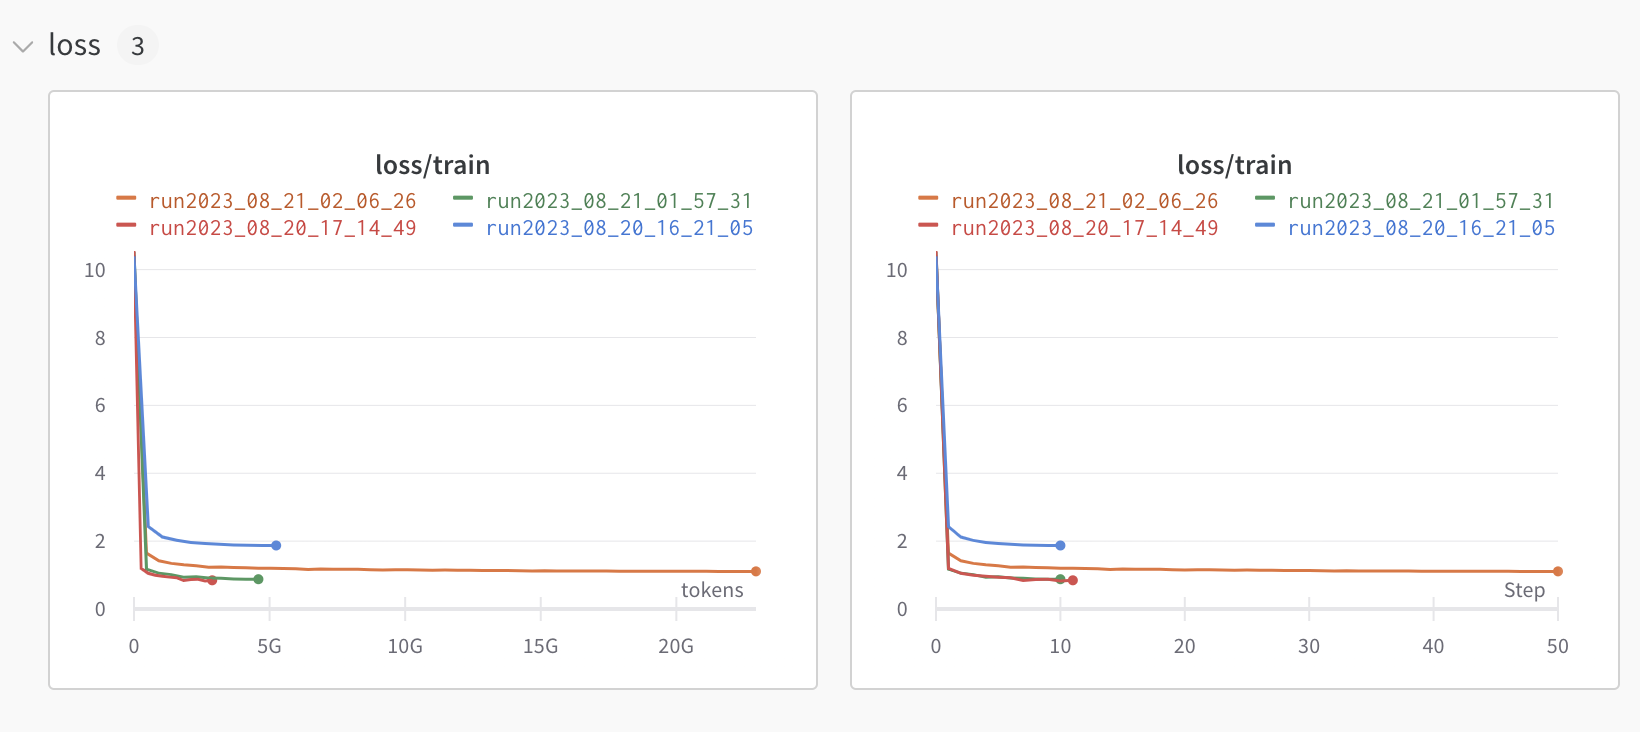 loss 3
loss/train
run2023_08_21_02_06_26 run2023_08_21_01_57_31
run2023_08_20_17_14_49 run2023_08_20_16_21_05
10
8
6
4
2
0
tokens
0 5G 10G 15G 20G
loss/train
run2023_08_21_02_06_26 run2023_08_21_01_57_31
run2023_08_20_17_14_49 run2023_08_20_16_21_05
10
8
6
4
2
0
Step
0 10 20 30 40 50